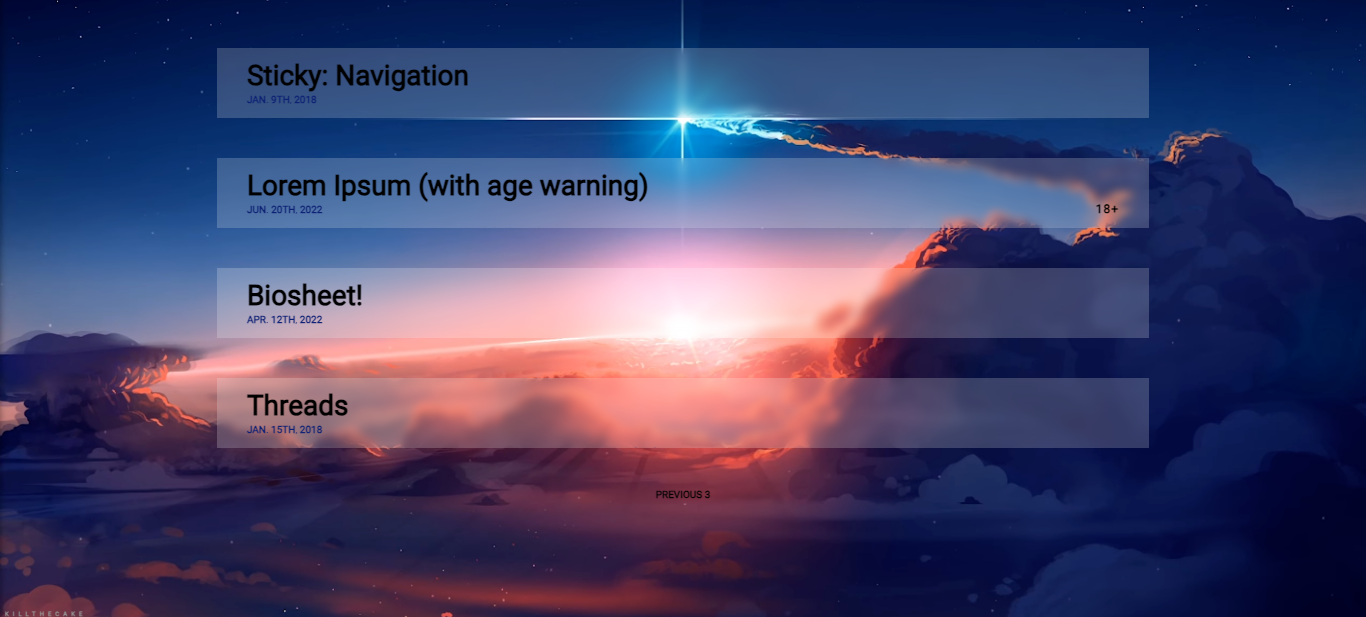 Sticky: Navigation
JAN. 9TH, 2018
Lorem Ipsum (with age warning)
JUN. 20TH, 2022
18+
Biosheet!
APR. 12TH, 2022
Threads
JAN. 15TH, 2018
PREVIOUS 3
KILLTHECAKE